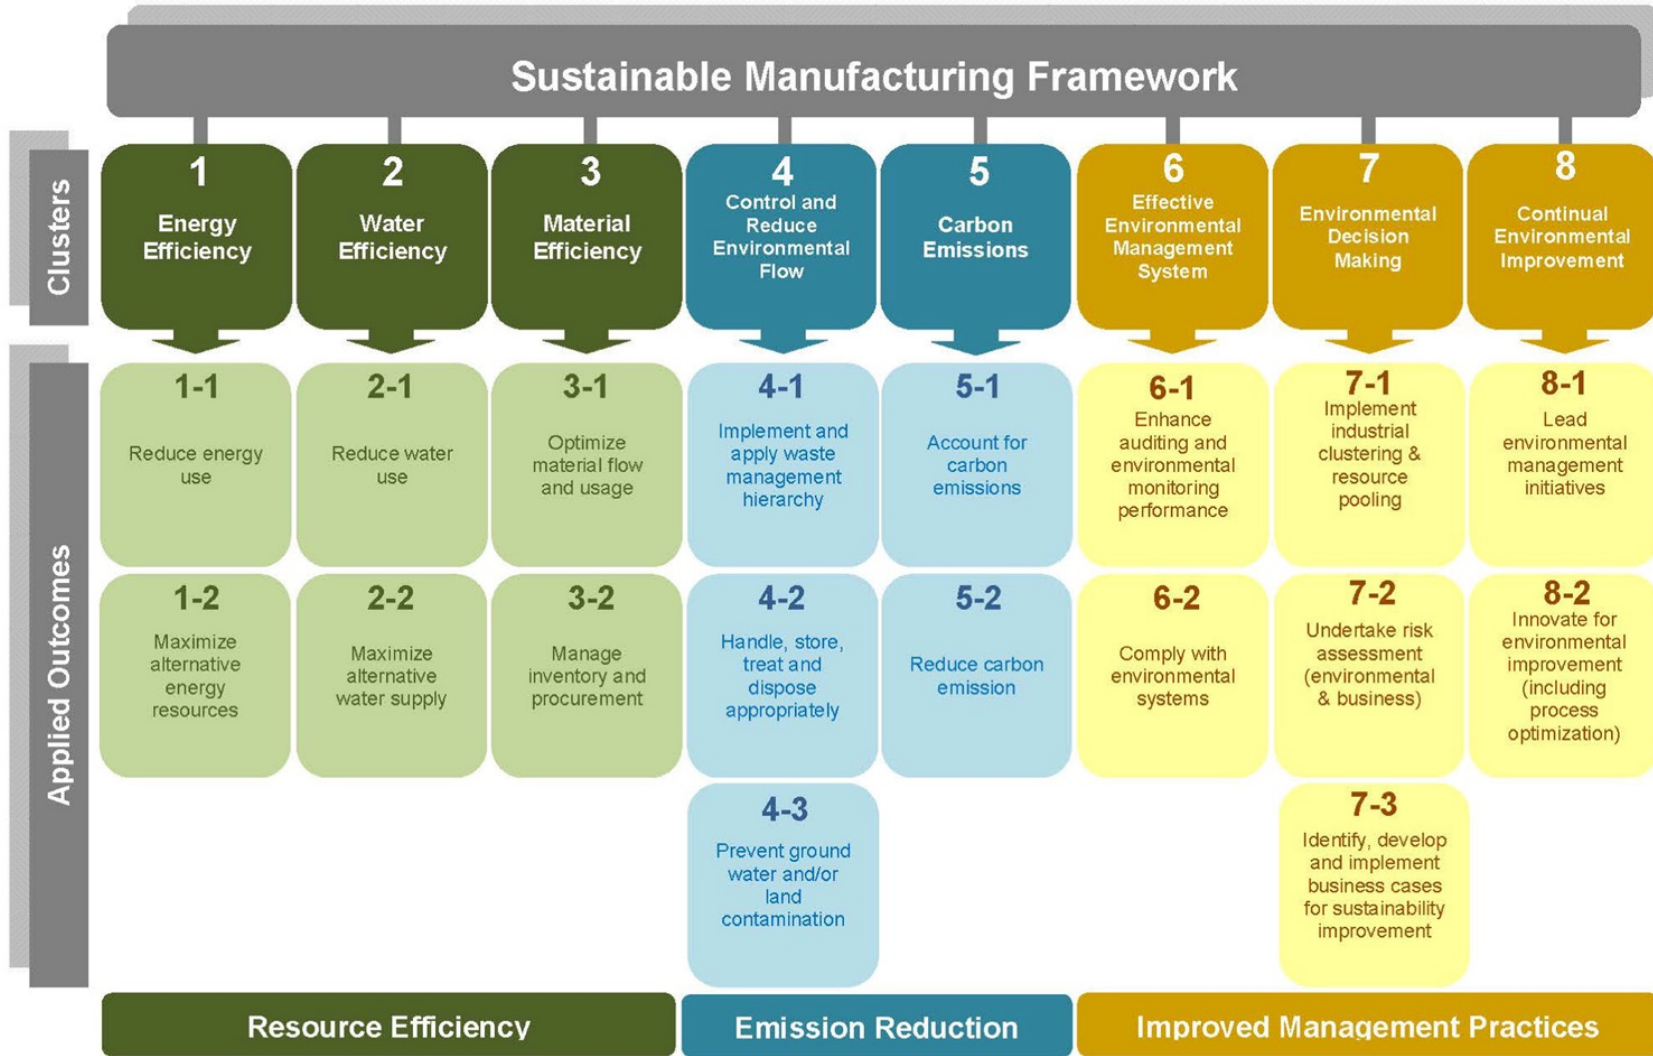 Sustainable Manufacturing Framework
Clusters
1
Energy
Efficiency
2
Water
Efficiency
3
Material
Efficiency
4
Control and
Reduce
Environmental
Flow
5
Carbon
Emissions
6
Effective
Environmental
Management
System
7
Environmental
Decision
Making
8
Continual
Environmental
Improvement
Applied Outcomes
1-1
Reduce energy
use
2-1
Reduce water
use
3-1
Optimize
material flow
and usage
4-1
Implement and
apply waste
management
hierarchy
5-1
Account for
carbon
emissions
6-1
Enhance
auditing and
environmental
monitoring
performance
7-1
Implement
industrial
clustering &
resource
pooling
8-1
Lead
environmental
management
initiatives
1-2
Maximize
alternative
energy
resources
2-2
Maximize
alternative
water supply
3-2
Manage
inventory and
procurement
4-2
Handle, store,
treat and
dispose
appropriately
5-2
Reduce carbon
emission
6-2
Comply with
environmental
systems
7-2
Undertake risk
assessment
(environmental
& business)
8-2
Innovate for
environmental
improvement
(including
process
optimization)
4-3
Prevent ground
water and/or
land
contamination
7-3
Identify, develop
and implement
business cases
for sustainability
improvement
Resource Efficiency
Emission Reduction
Improved Management Practices